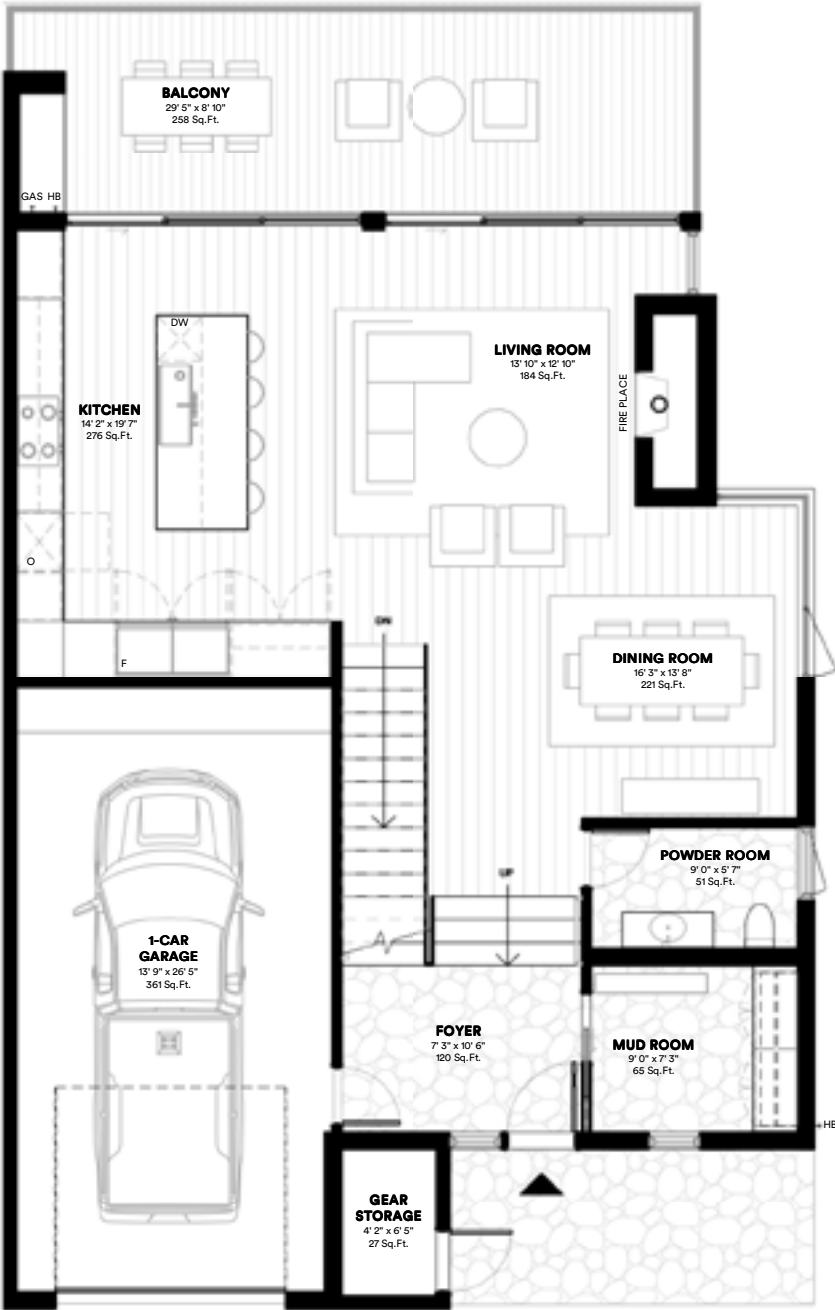 BALCONY
29' 5" x 8' 10"
258 Sq.Ft.
GAS HB
DW
LIVING ROOM
13' 10" x 12' 10"
184 Sq.Ft.
FIRE PLACE
KITCHEN
14' 2" x 19' 7"
276 Sq.Ft.
O
F
DN
DINING ROOM
16' 3" x 13' 8"
221 Sq.Ft.
POWDER ROOM
9' 0" x 5' 7"
51 Sq.Ft.
UP
1-CAR
GARAGE
13' 9" x 26' 5"
361 Sq.Ft.
FOYER
7' 3" x 10' 6"
120 Sq.Ft.
MUD ROOM
9' 0" x 7' 3"
65 Sq.Ft.
HB
GEAR
STORAGE
4' 2" x 6' 5"
27 Sq.Ft.